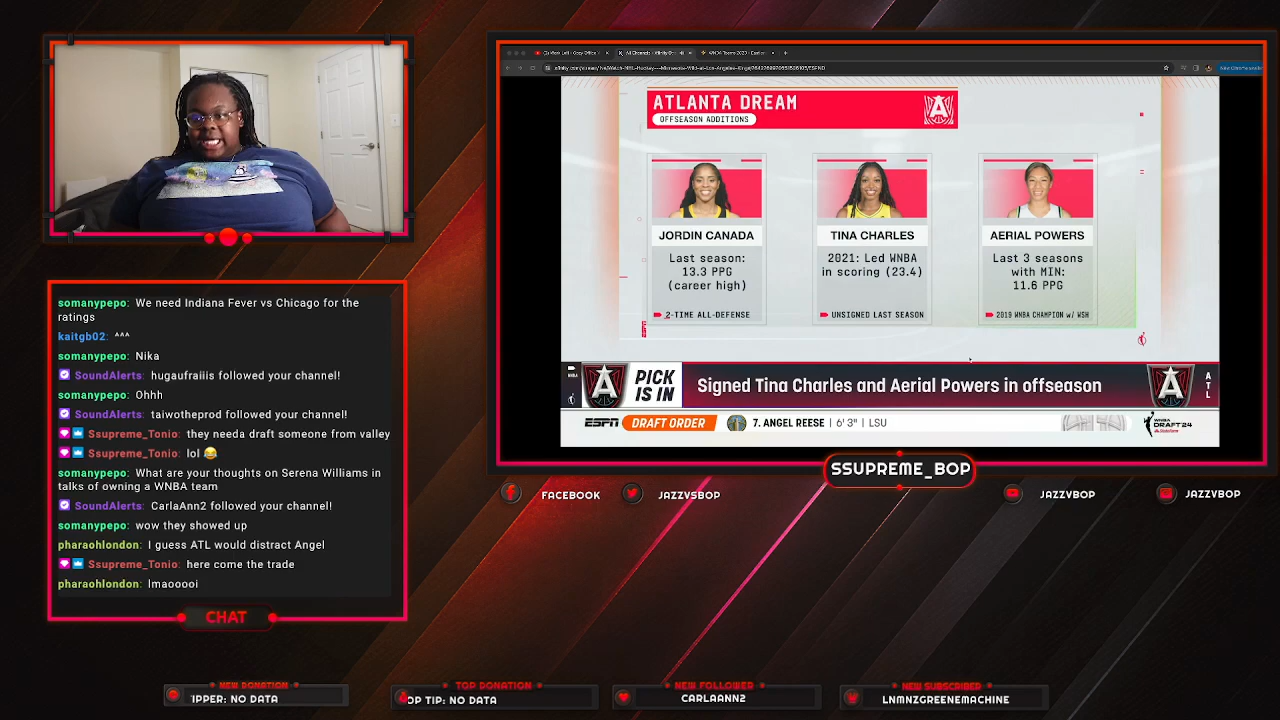 somanypepo: We need Indiana Fever vs Chicago for the
ratings
kaitgb02: ^^^
somanypepo: Nika
SoundAlerts: hugaufraiiis followed your channel!
somanypepo: Ohhh
SoundAlerts: taiwotheprod followed your channel!
Ssupreme_Tonio: they needa draft someone from valley
Ssupreme_Tonio: lol 😂
somanypepo: What are your thoughts on Serena Williams in
talks of owning a WNBA team
SoundAlerts: CarlaAnn2 followed your channel!
somanypepo: wow they showed up
pharaohlondon: I guess ATL would distract Angel
Ssupreme_Tonio: here come the trade
pharaohlondon: lmaooooi
CHAT
ATLANTA DREAM
OFFSEASON ADDITIONS
A
JORDIN CANADA
Last season:
13.3 PPG
(career high)
2-TIME ALL-DEFENSE
TINA CHARLES
2021: Led WNBA
in scoring (23.4)
UNSIGNED LAST SEASON
AERIAL POWERS
Last 3 seasons
with MIN:
11.6 PPG
2019 WNBA CHAMPION w/ WSH
A
PICK
IS IN
Signed Tina Charles and Aerial Powers in offseason
A
ATL
ESPN
DRAFT ORDER
7. ANGEL REESE | 6' 3" | LSU
WNBA
DRAFT'24
SSUPREME_BOP
FACEBOOK
JAZZVSBOP
JAZZVBOP
JAZZVBOP
NEW DONATION
IPPER: NO DATA
TOP DONATION
OP TIP: NO DATA
NEW FOLLOWER
CARLAANN2
NEW SUBSCRIBER
LNMNZGREENEMACHINE